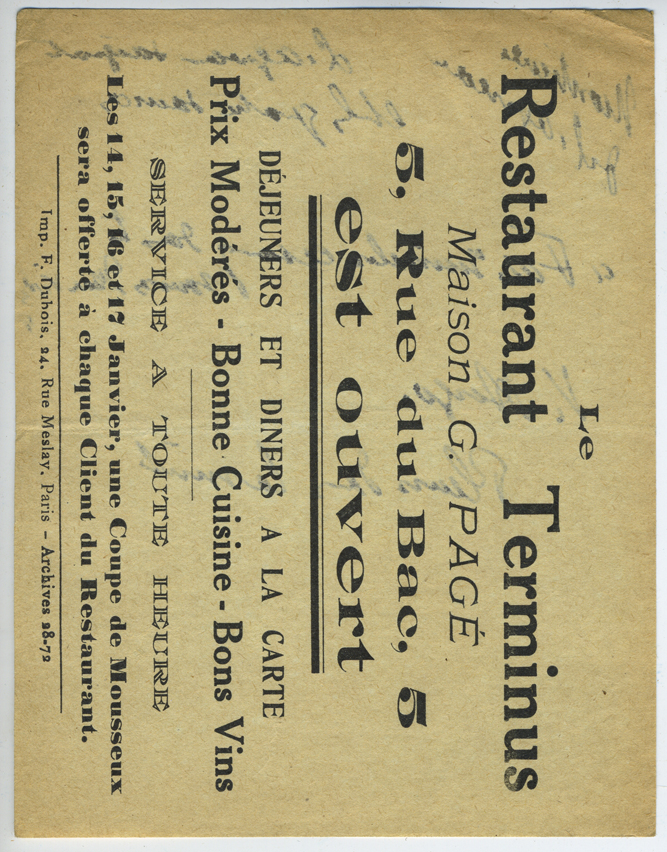 Le
Restaurant Terminus
Maison G. PAGÉ
5, Rue du Bac, 5
est ouvert
DÉJEUNERS ET DINERS A LA CARTE
Prix Modérés - Bonne Cuisine - Bons Vins
SERVICE A TOUTE HEURE
Les 14, 15, 16 et 17 Janvier, une Coupe de Mousseux
sera offerte à chaque Client du Restaurant.
Imp. F. Dubois, 24, Rue Meslay. Paris - Archives 28-72